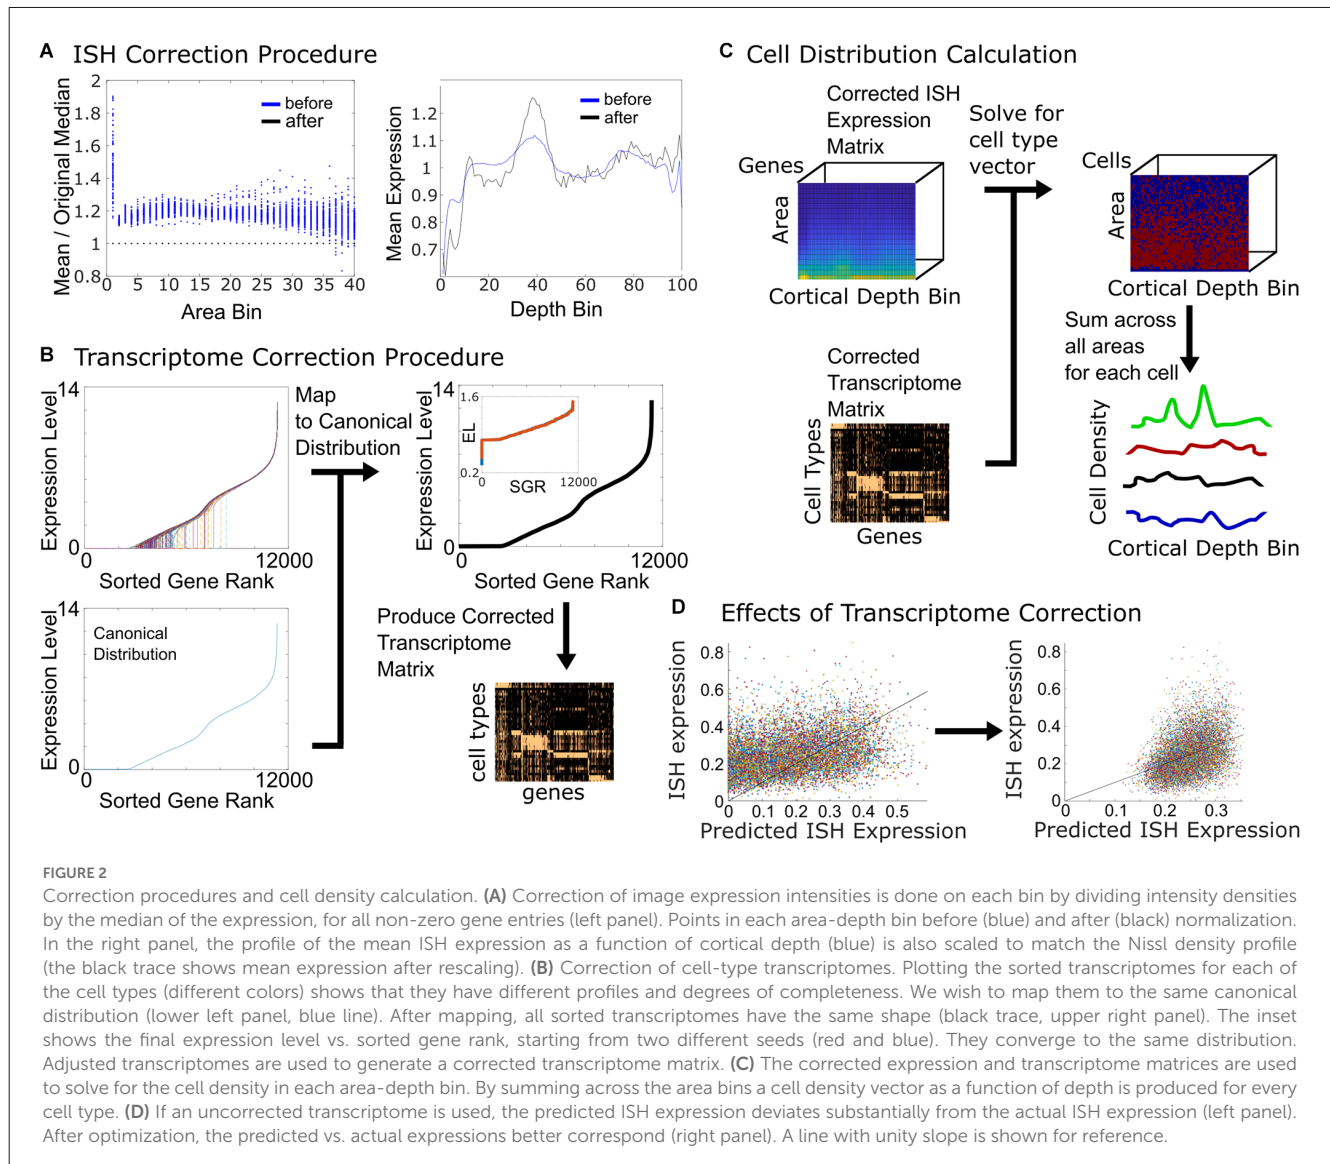 A ISH Correction Procedure
2
1.8
1.6
1.4
1.2
1
0.8
Mean / Original Median
before
after
0 5 10 15 20 25 30 35 40
Area Bin
1.2
1.1
1
0.9
0.8
0.7
Mean Expression
before
after
0 20 40 60 80 100
Depth Bin
B Transcriptome Correction Procedure
14
Expression Level
0
0 12000
Sorted Gene Rank
Map
to Canonical
Distribution
14
Expression Level
0
1.6
EL
0.2
0 12000
SGR
0 12000
Sorted Gene Rank
14
Expression Level
0
Canonical
Distribution
0 12000
Sorted Gene Rank
Produce Corrected
Transcriptome
Matrix
cell types
genes
C Cell Distribution Calculation
Corrected ISH
Expression
Matrix
Genes
Area
Cortical Depth Bin
Solve for
cell type
vector
Cells
Area
Cortical Depth Bin
Corrected
Transcriptome
Matrix
Cell Types
Genes
Sum across
all areas
for each cell
Cell Density
Cortical Depth Bin
D Effects of Transcriptome Correction
ISH expression
0.8
0.6
0.4
0.2
0
0 0.1 0.2 0.3 0.4 0.5
Predicted ISH Expression
ISH expression
0.8
0.6
0.4
0.2
0
0 0.1 0.2 0.3
Predicted ISH Expression
FIGURE 2
Correction procedures and cell density calculation. (A) Correction of image expression intensities is done on each bin by dividing intensity densities
by the median of the expression, for all non-zero gene entries (left panel). Points in each area-depth bin before (blue) and after (black) normalization.
In the right panel, the profile of the mean ISH expression as a function of cortical depth (blue) is also scaled to match the Nissl density profile
(the black trace shows mean expression after rescaling). (B) Correction of cell-type transcriptomes. Plotting the sorted transcriptomes for each of
the cell types (different colors) shows that they have different profiles and degrees of completeness. We wish to map them to the same canonical
distribution (lower left panel, blue line). After mapping, all sorted transcriptomes have the same shape (black trace, upper right panel). The inset
shows the final expression level vs. sorted gene rank, starting from two different seeds (red and blue). They converge to the same distribution.
Adjusted transcriptomes are used to generate a corrected transcriptome matrix. (C) The corrected expression and transcriptome matrices are used
to solve for the cell density in each area-depth bin. By summing across the area bins a cell density vector as a function of depth is produced for every
cell type. (D) If an uncorrected transcriptome is used, the predicted ISH expression deviates substantially from the actual ISH expression (left panel).
After optimization, the predicted vs. actual expressions better correspond (right panel). A line with unity slope is shown for reference.